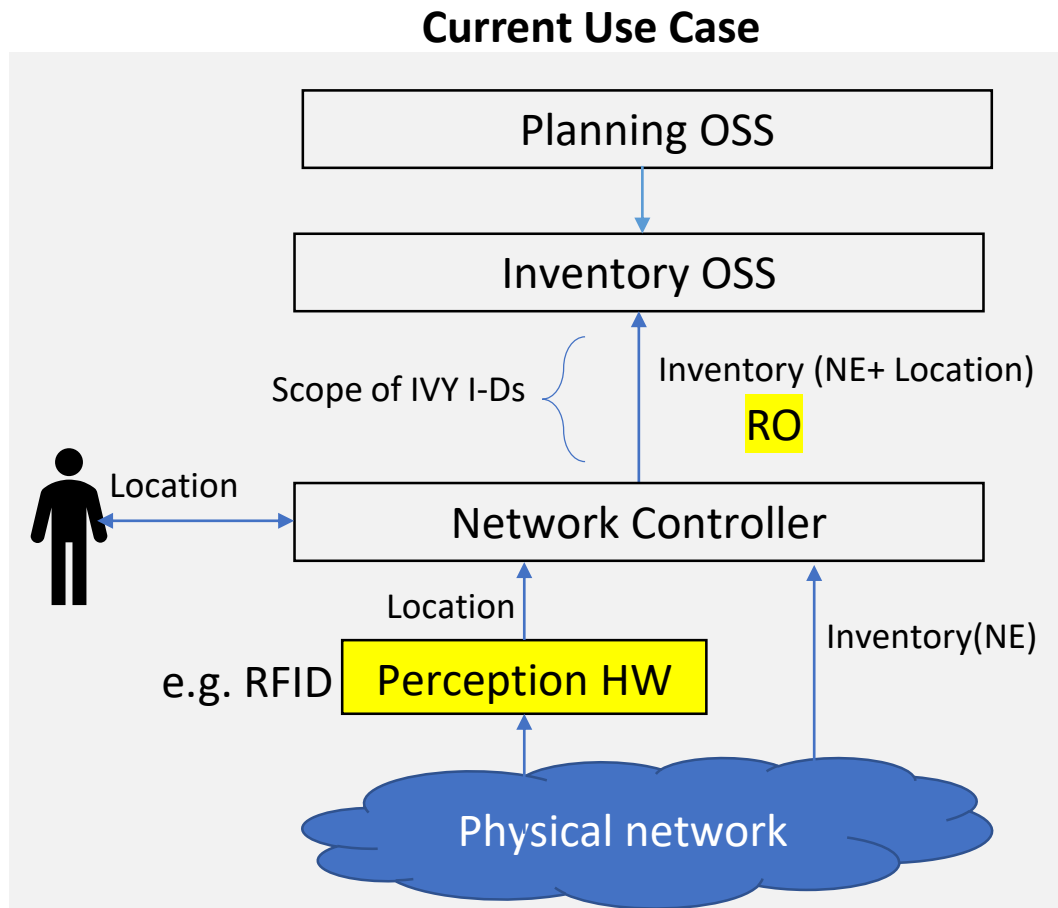 Current Use Case
Planning OSS
Inventory OSS
Scope of IVY I-Ds
Inventory (NE+ Location)
RO
Location
Network Controller
Location
Inventory(NE)
e.g. RFID
Perception HW
Physical network